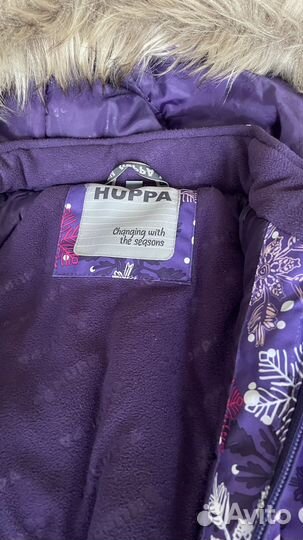 HUPPA
Changing with
the seasons
Avito